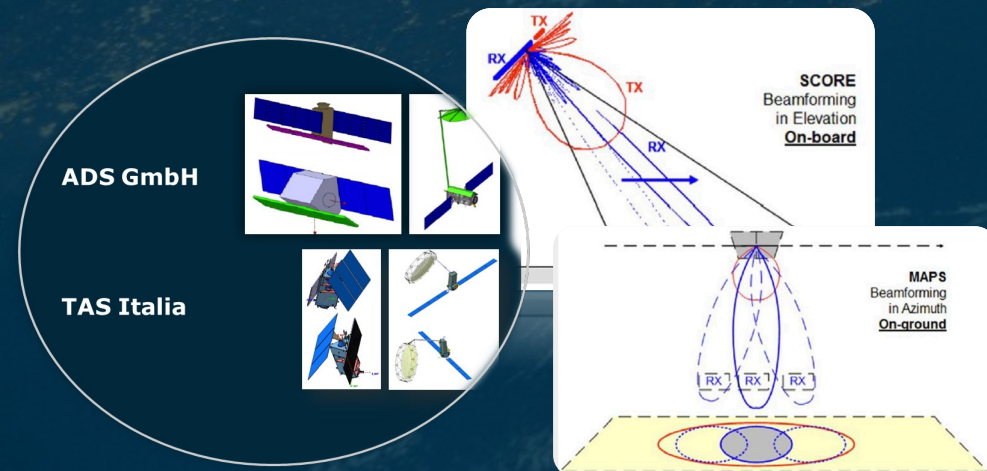 ADS GmbH
TAS Italia
TX
RX
TX
RX
SCORE
Beamforming
in Elevation
On-board
MAPS
Beamforming
in Azimuth
On-ground
RX
RX
RX